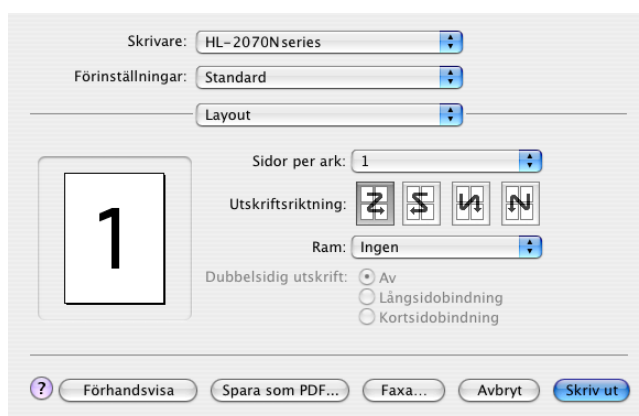 Skrivare: HL-2070N series
Förinställningar: Standard
Layout
Sidor per ark: 1
1
Utskriftsriktning:
Ram: Ingen
Dubbelsidig utskrift: Av
Långsidobindning
Kortsidobindning
? Förhandsvisa Spara som PDF... Faxa... Avbryt Skriv ut